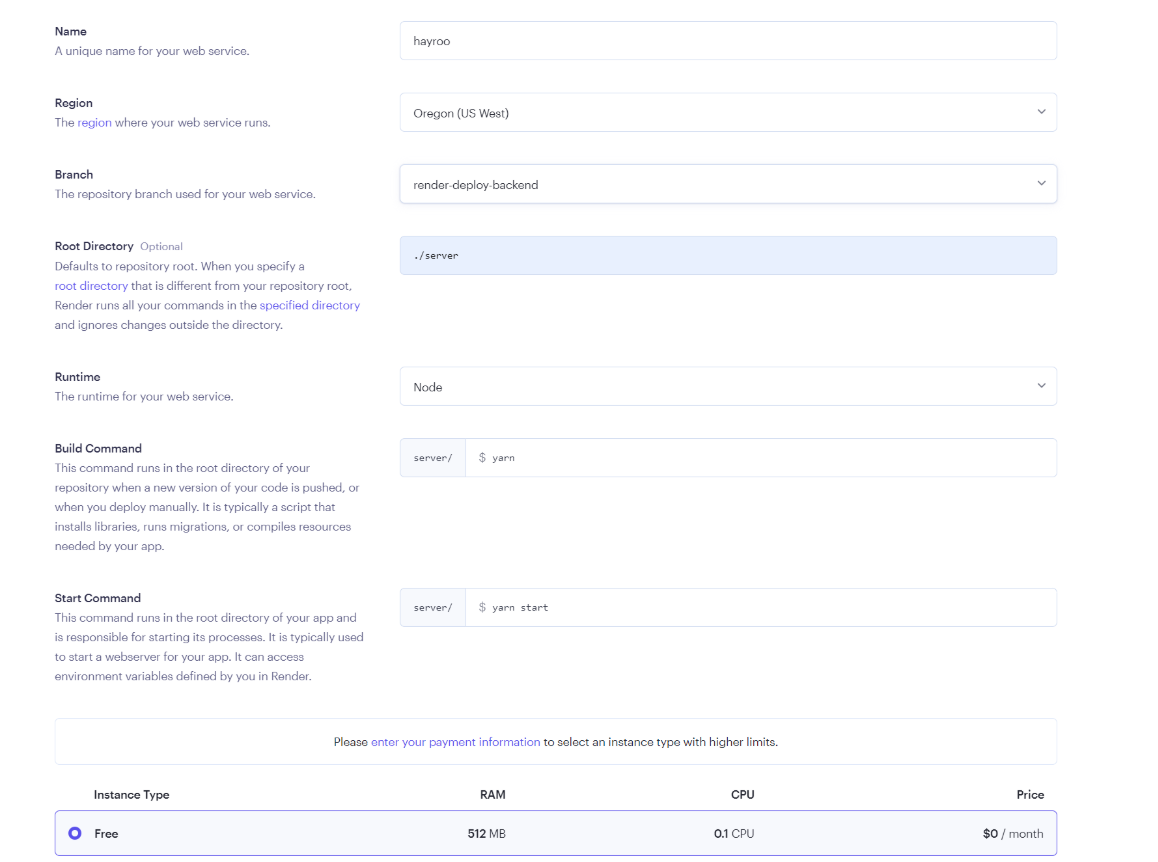 Name
A unique name for your web service.
hayroo
Region
The region where your web service runs.
Oregon (US West)
Branch
The repository branch used for your web service.
render-deploy-backend
Root Directory Optional
Defaults to repository root. When you specify a
root directory that is different from your repository root,
Render runs all your commands in the specified directory
and ignores changes outside the directory.
./server
Runtime
The runtime for your web service.
Node
Build Command
This command runs in the root directory of your
repository when a new version of your code is pushed, or
when you deploy manually. It is typically a script that
installs libraries, runs migrations, or compiles resources
needed by your app.
server/ $ yarn
Start Command
This command runs in the root directory of your app and
is responsible for starting its processes. It is typically used
to start a webserver for your app. It can access
environment variables defined by you in Render.
server/ $ yarn start
Please enter your payment information to select an instance type with higher limits.
Instance Type RAM CPU Price
Free 512 MB 0.1 CPU $0 / month